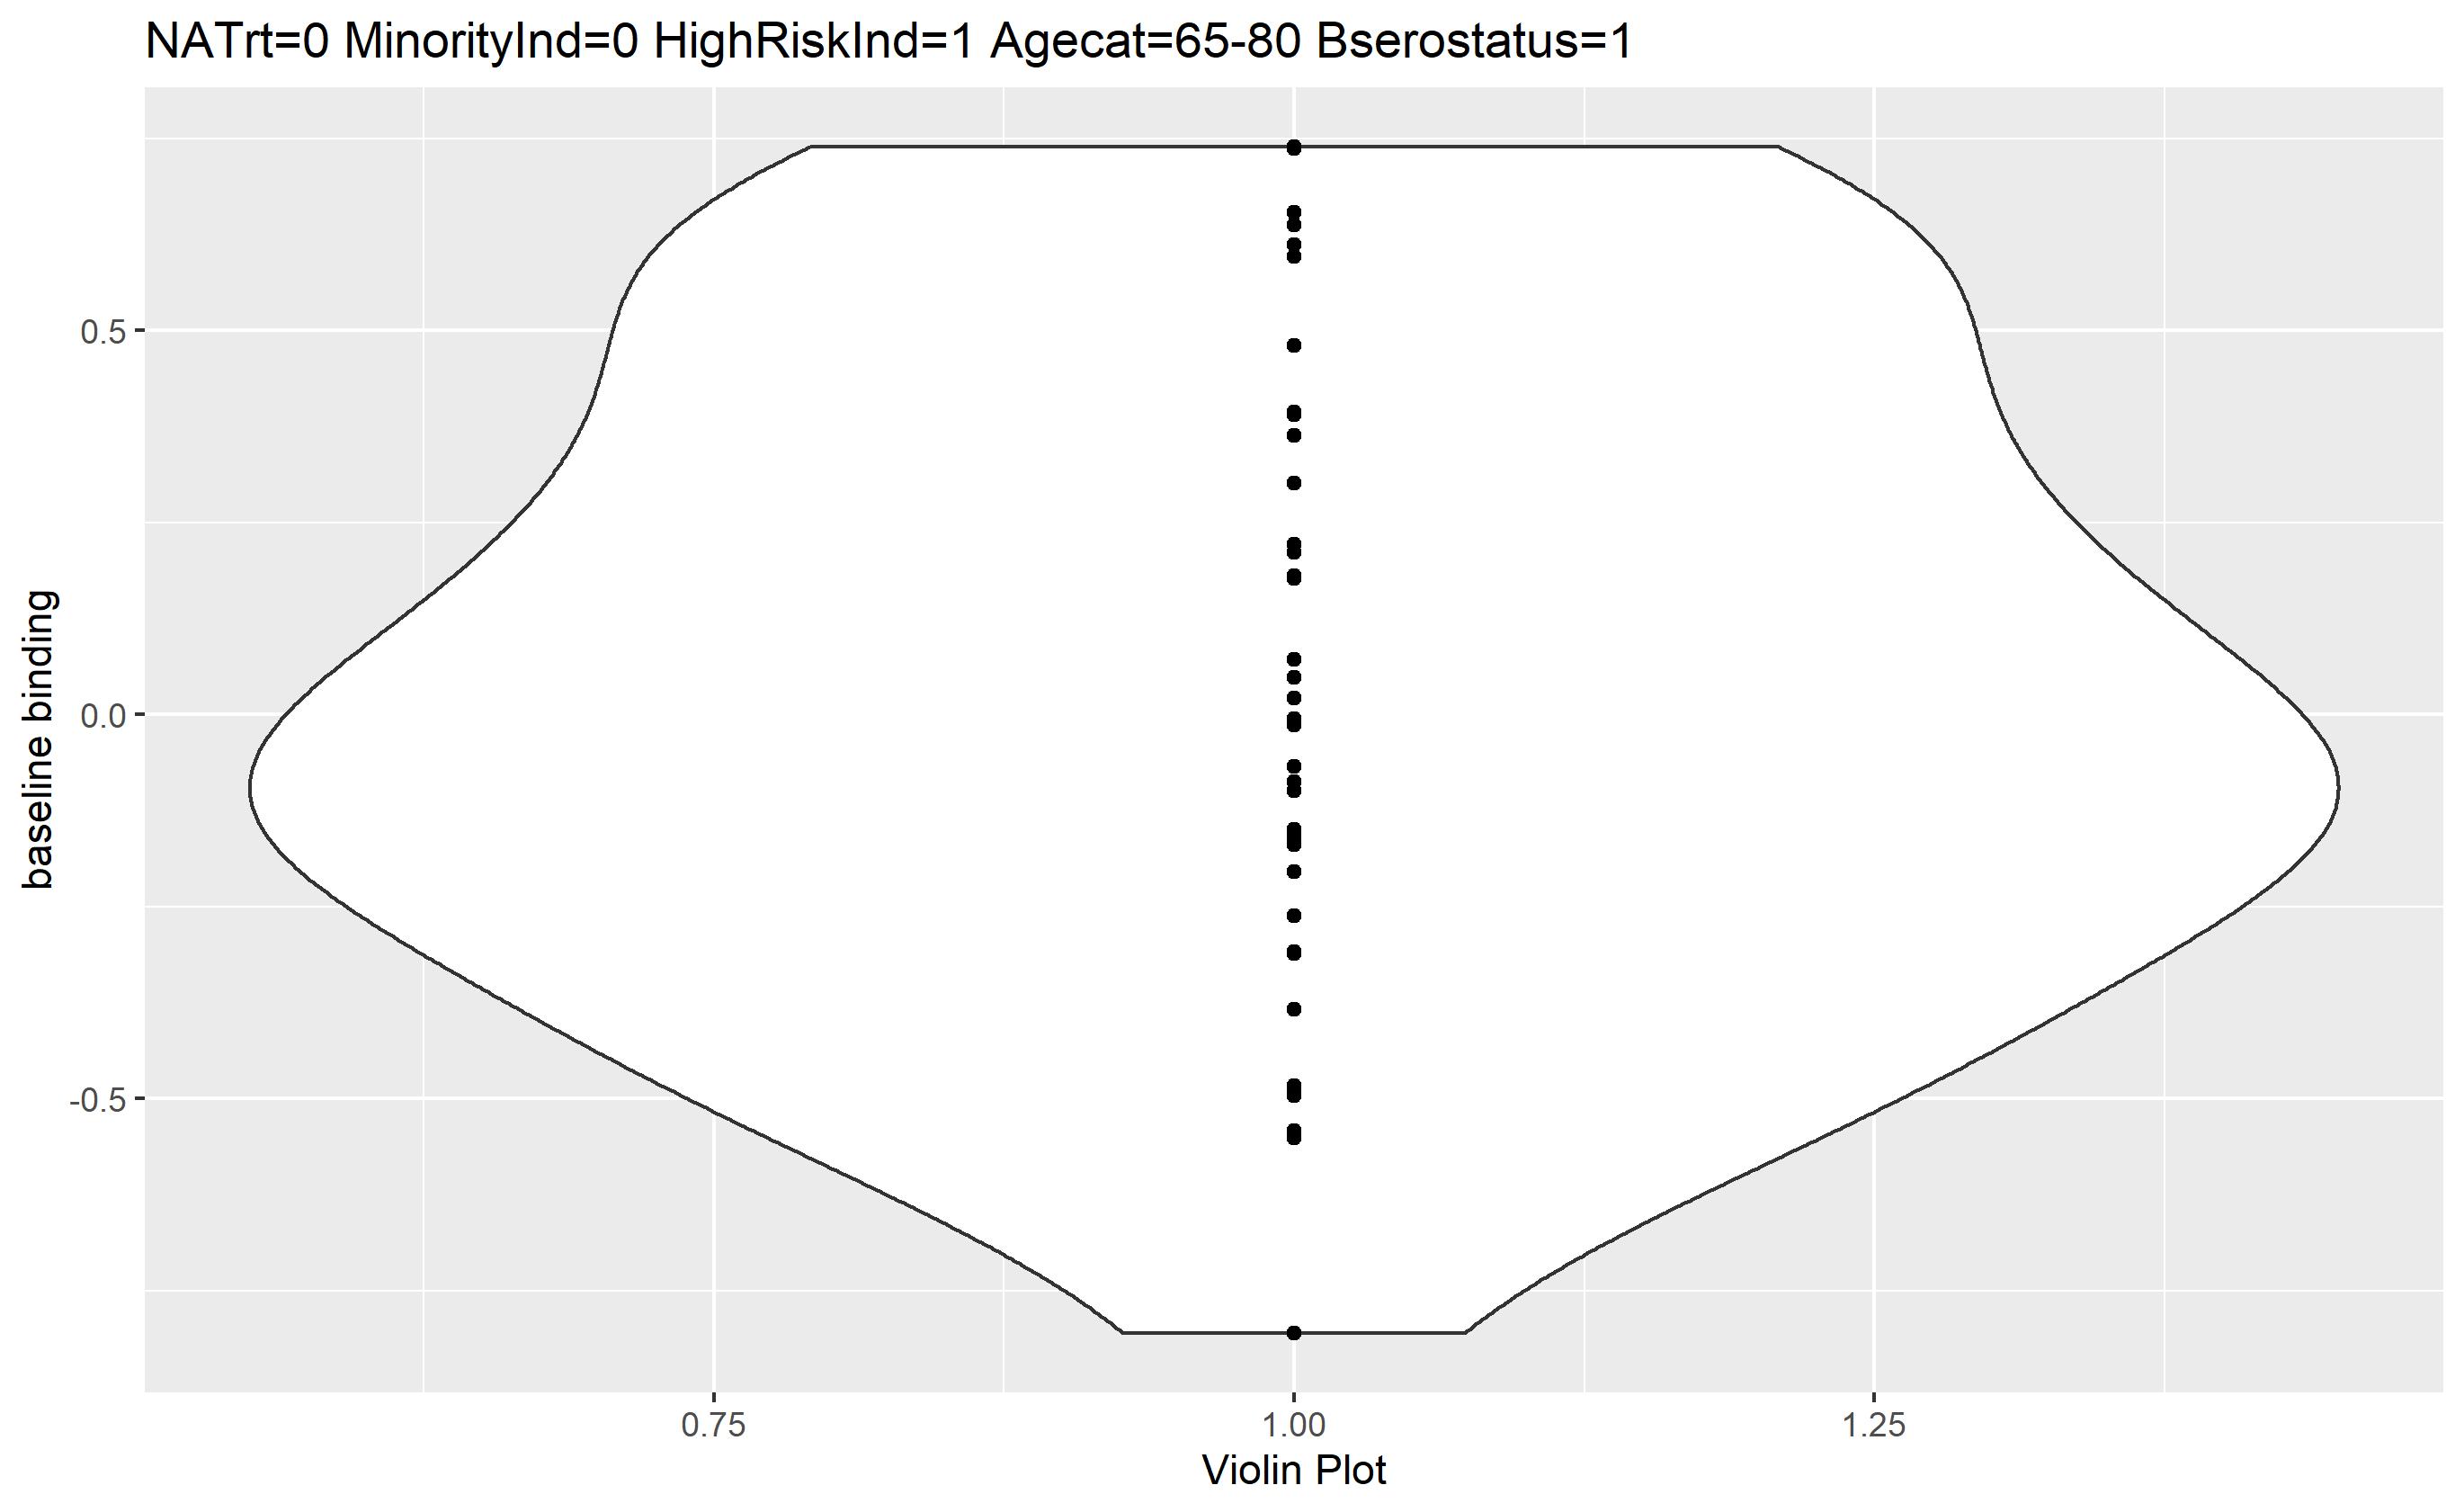 NATrt=0 MinorityInd=0 HighRiskInd=1 Agecat=65-80 Bserostatus=1
baseline binding
0.5
0.0
-0.5
0.75 1.00 1.25
Violin Plot